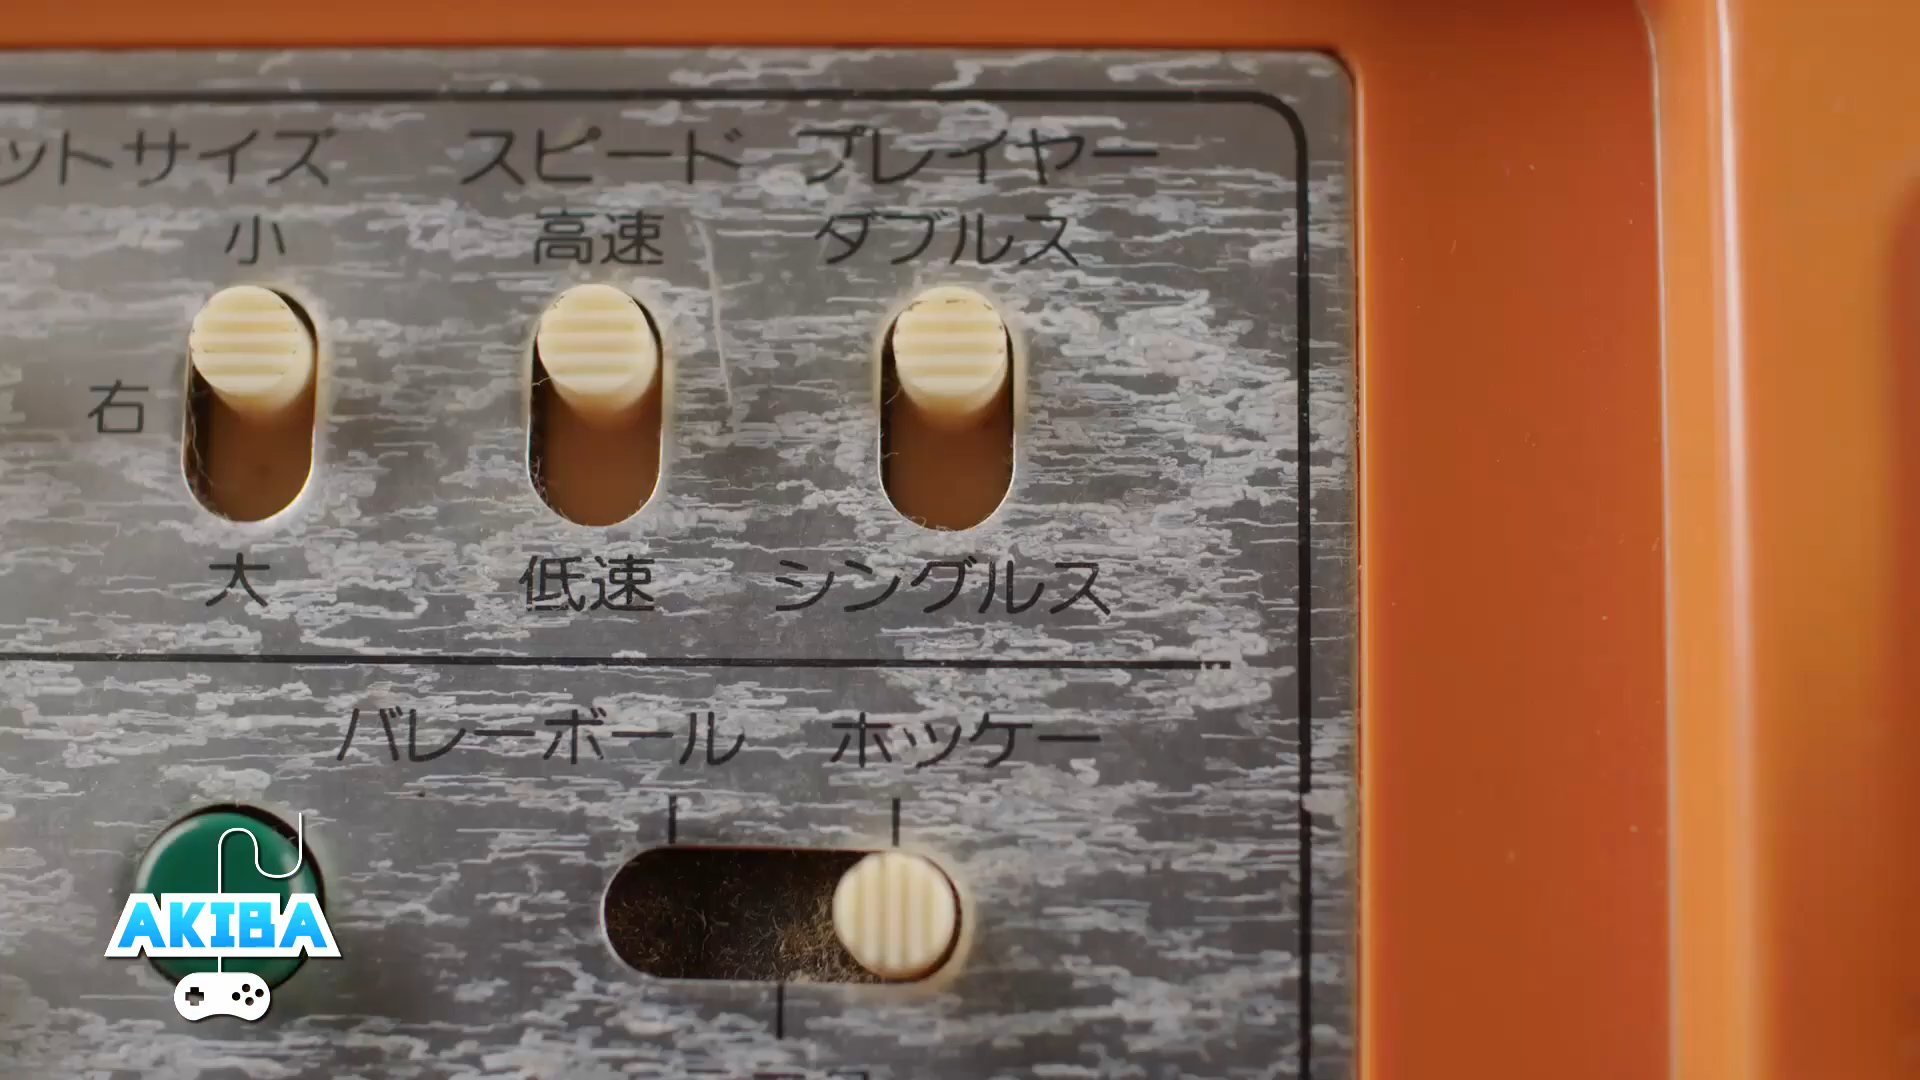 ットサイズ スピード プレイヤー
小 高速 ダブルス
右
大 低速 シングルス
バレーボール ホッケー
AKIBA